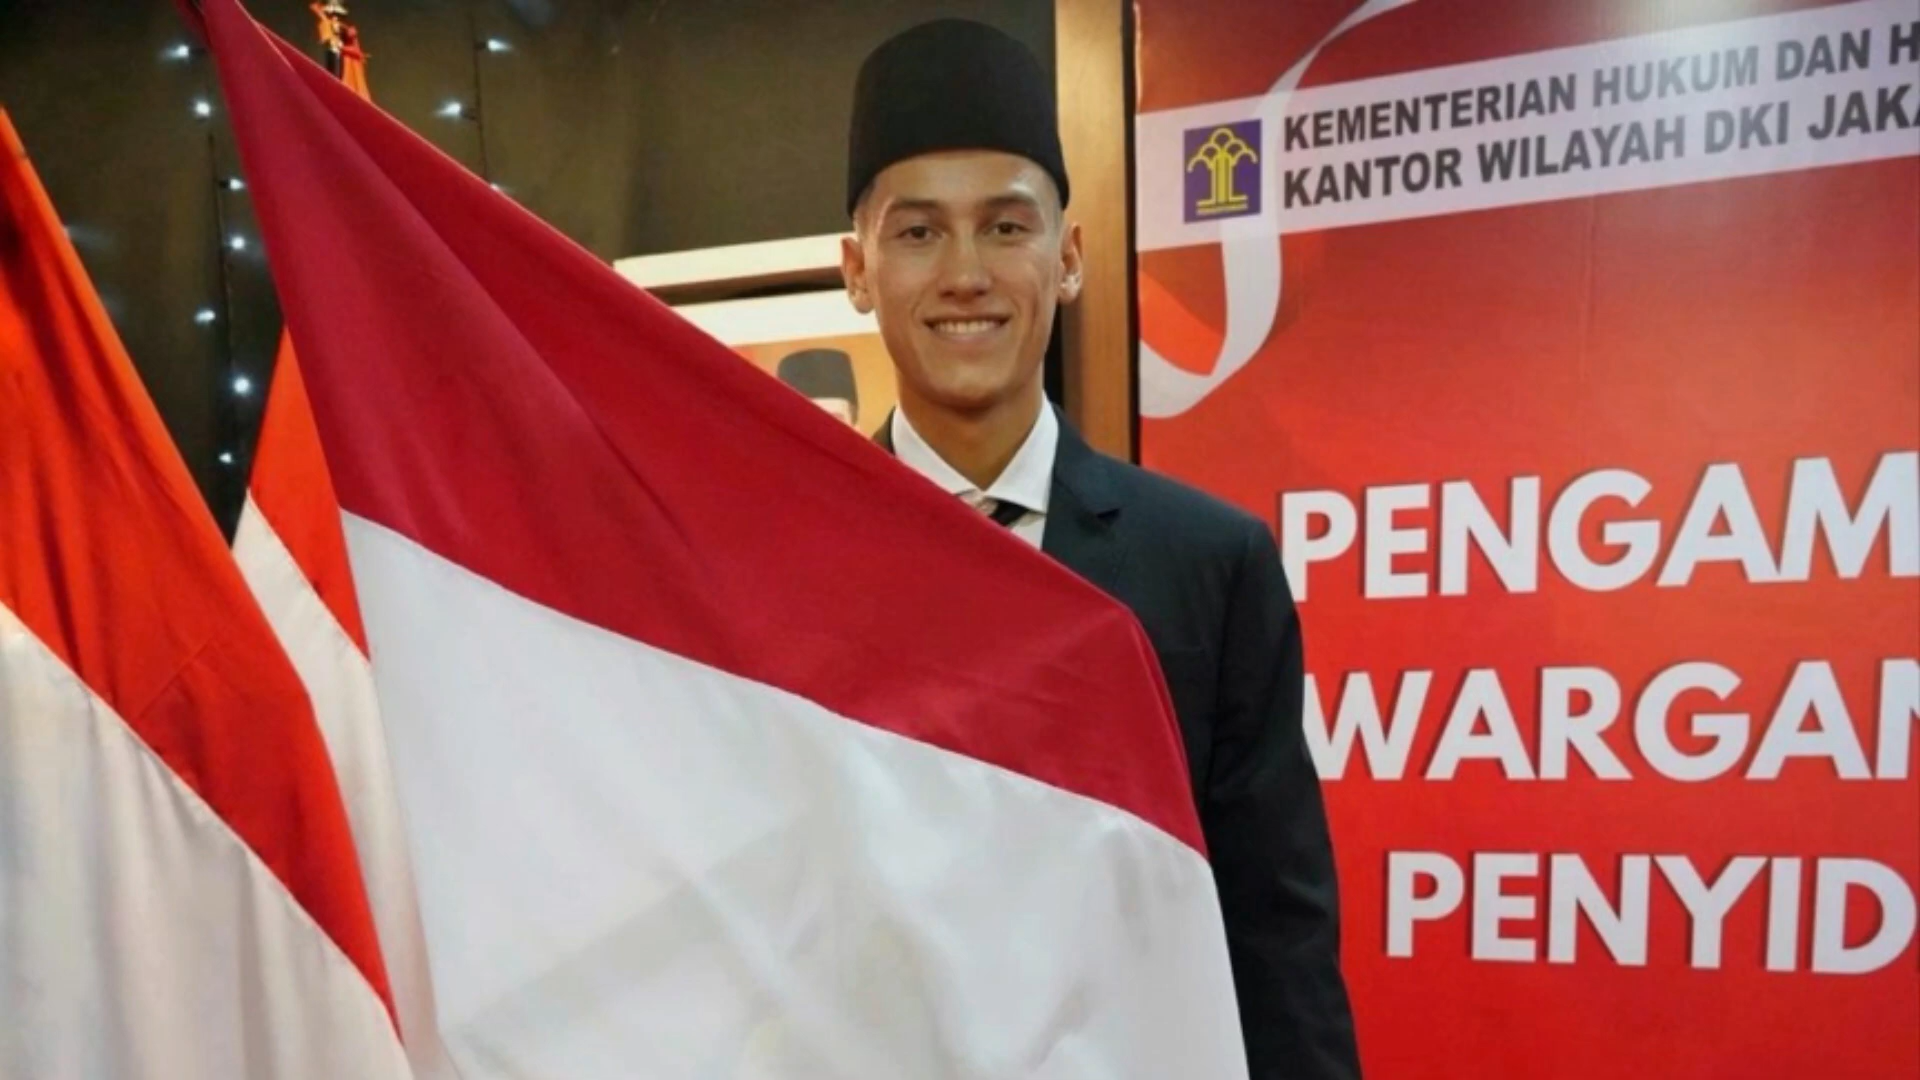 KEMENTERIAN HUKUM DAN H
KANTOR WILAYAH DKI JAKA
PENGAM
WARGAN
PENYID